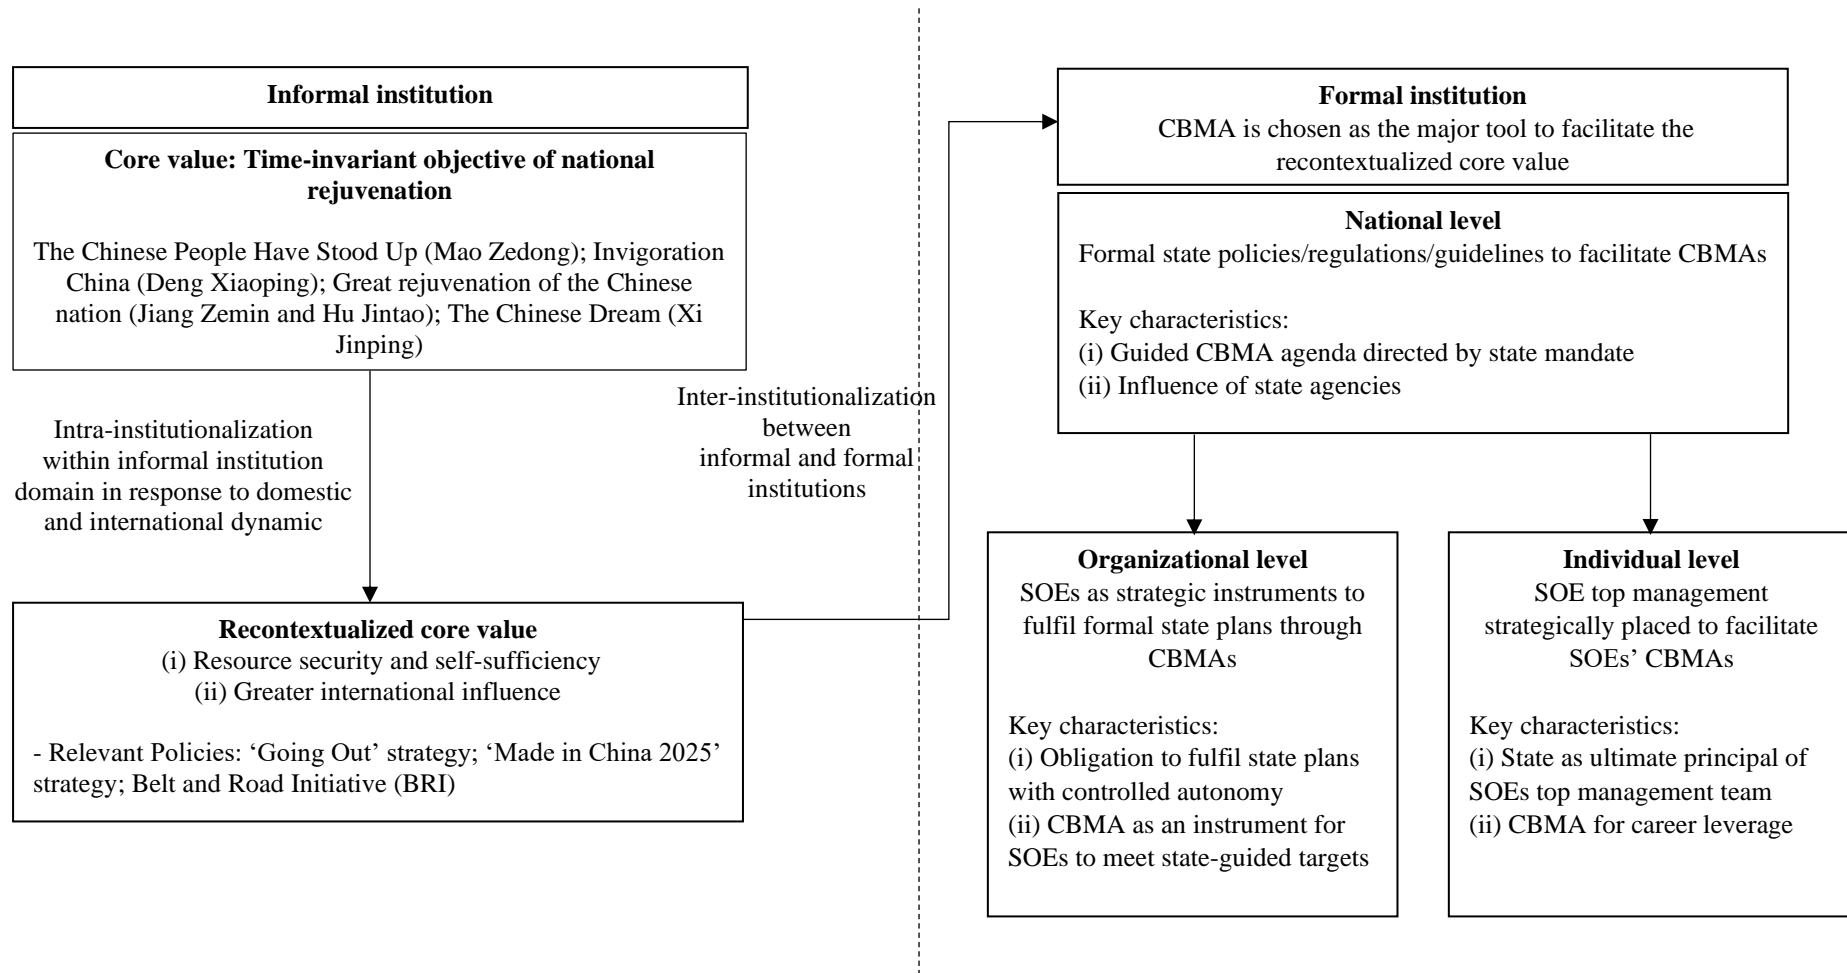 Informal institution
Core value: Time-invariant objective of national
rejuvenation
The Chinese People Have Stood Up (Mao Zedong); Invigoration
China (Deng Xiaoping); Great rejuvenation of the Chinese
nation (Jiang Zemin and Hu Jintao); The Chinese Dream (Xi
Jinping)
Intra-institutionalization
within informal institution
domain in response to domestic
and international dynamic
Recontextualized core value
(i) Resource security and self-sufficiency
(ii) Greater international influence
- Relevant Policies: ‘Going Out’ strategy; ‘Made in China 2025’
strategy; Belt and Road Initiative (BRI)
Inter-institutionalization
between
informal and formal
institutions
Formal institution
CBMA is chosen as the major tool to facilitate the
recontextualized core value
National level
Formal state policies/regulations/guidelines to facilitate CBMAs
Key characteristics:
(i) Guided CBMA agenda directed by state mandate
(ii) Influence of state agencies
Organizational level
SOEs as strategic instruments to
fulfil formal state plans through
CBMAs
Key characteristics:
(i) Obligation to fulfil state plans
with controlled autonomy
(ii) CBMA as an instrument for
SOEs to meet state-guided targets
Individual level
SOE top management
strategically placed to facilitate
SOEs’ CBMAs
Key characteristics:
(i) State as ultimate principal of
SOEs top management team
(ii) CBMA for career leverage